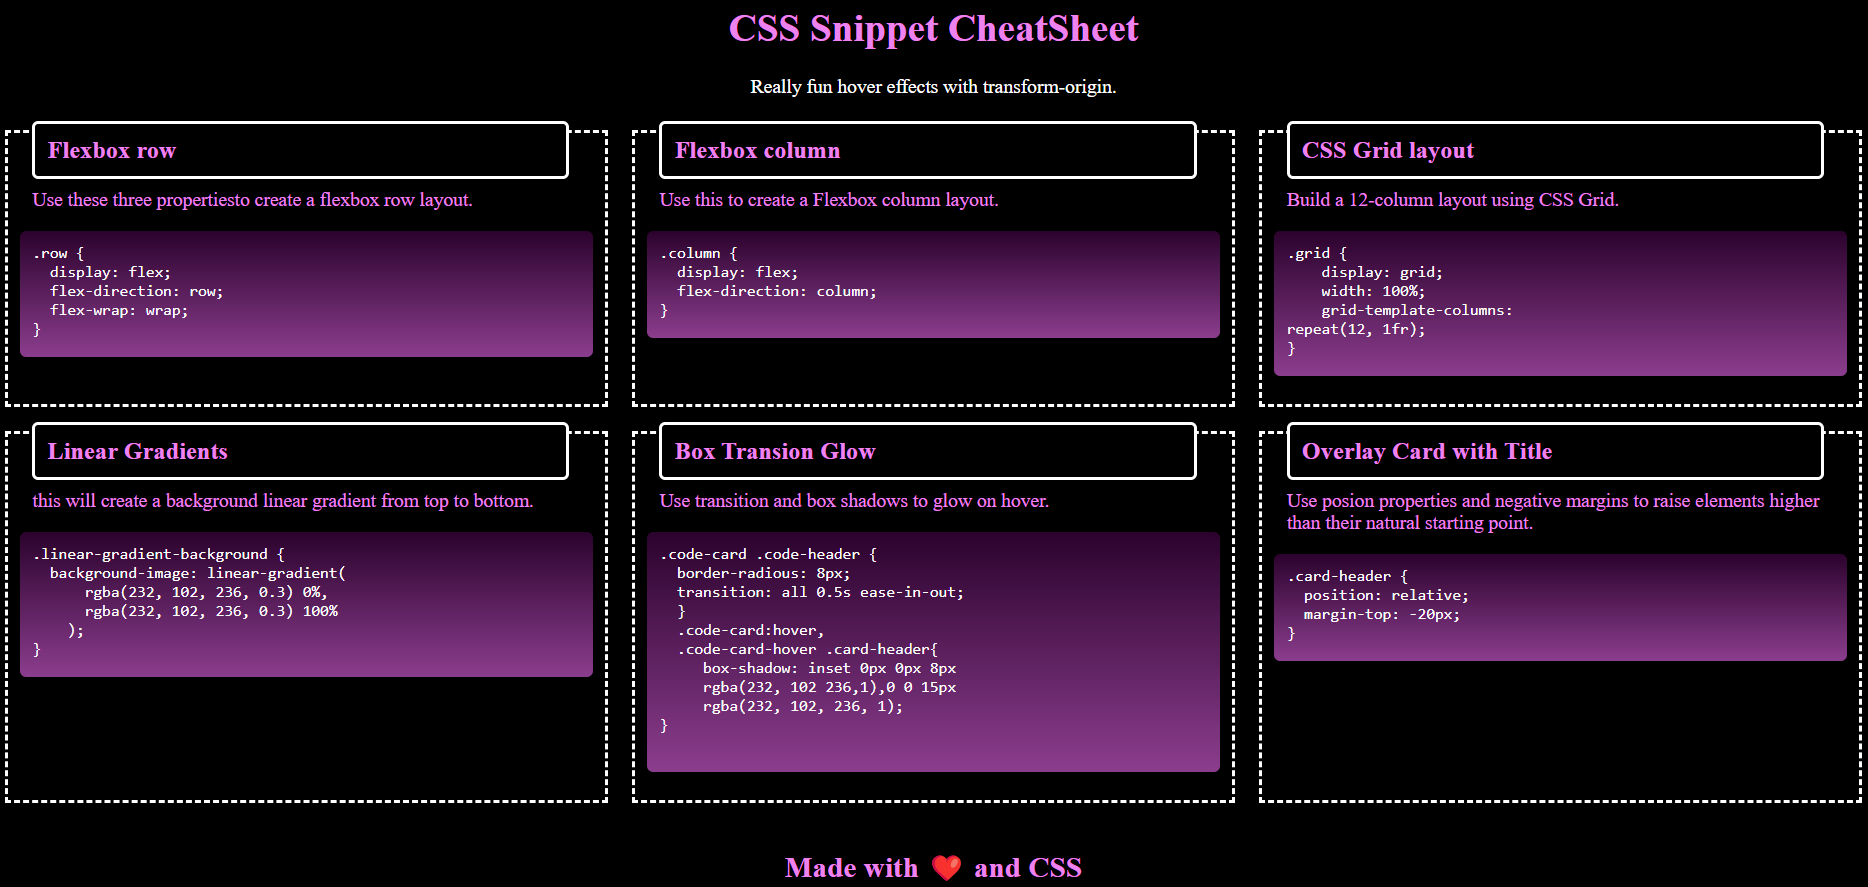 CSS Snippet CheatSheet
Really fun hover effects with transform-origin.
Flexbox row
Use these three propertiesto create a flexbox row layout.
.row {
  display: flex;
  flex-direction: row;
  flex-wrap: wrap;
}
Flexbox column
Use this to create a Flexbox column layout.
.column {
  display: flex;
  flex-direction: column;
}
CSS Grid layout
Build a 12-column layout using CSS Grid.
.grid {
    display: grid;
    width: 100%;
    grid-template-columns:
repeat(12, 1fr);
}
Linear Gradients
this will create a background linear gradient from top to bottom.
.linear-gradient-background {
  background-image: linear-gradient(
      rgba(232, 102, 236, 0.3) 0%,
      rgba(232, 102, 236, 0.3) 100%
    );
}
Box Transion Glow
Use transition and box shadows to glow on hover.
.code-card .code-header {
  border-radious: 8px;
  transition: all 0.5s ease-in-out;
  }
  .code-card:hover,
  .code-card-hover .card-header{
     box-shadow: inset 0px 0px 8px
     rgba(232, 102 236,1),0 0 15px
     rgba(232, 102, 236, 1);
}
Overlay Card with Title
Use posion properties and negative margins to raise elements higher
than their natural starting point.
.card-header {
  position: relative;
  margin-top: -20px;
}
Made with ❤️ and CSS